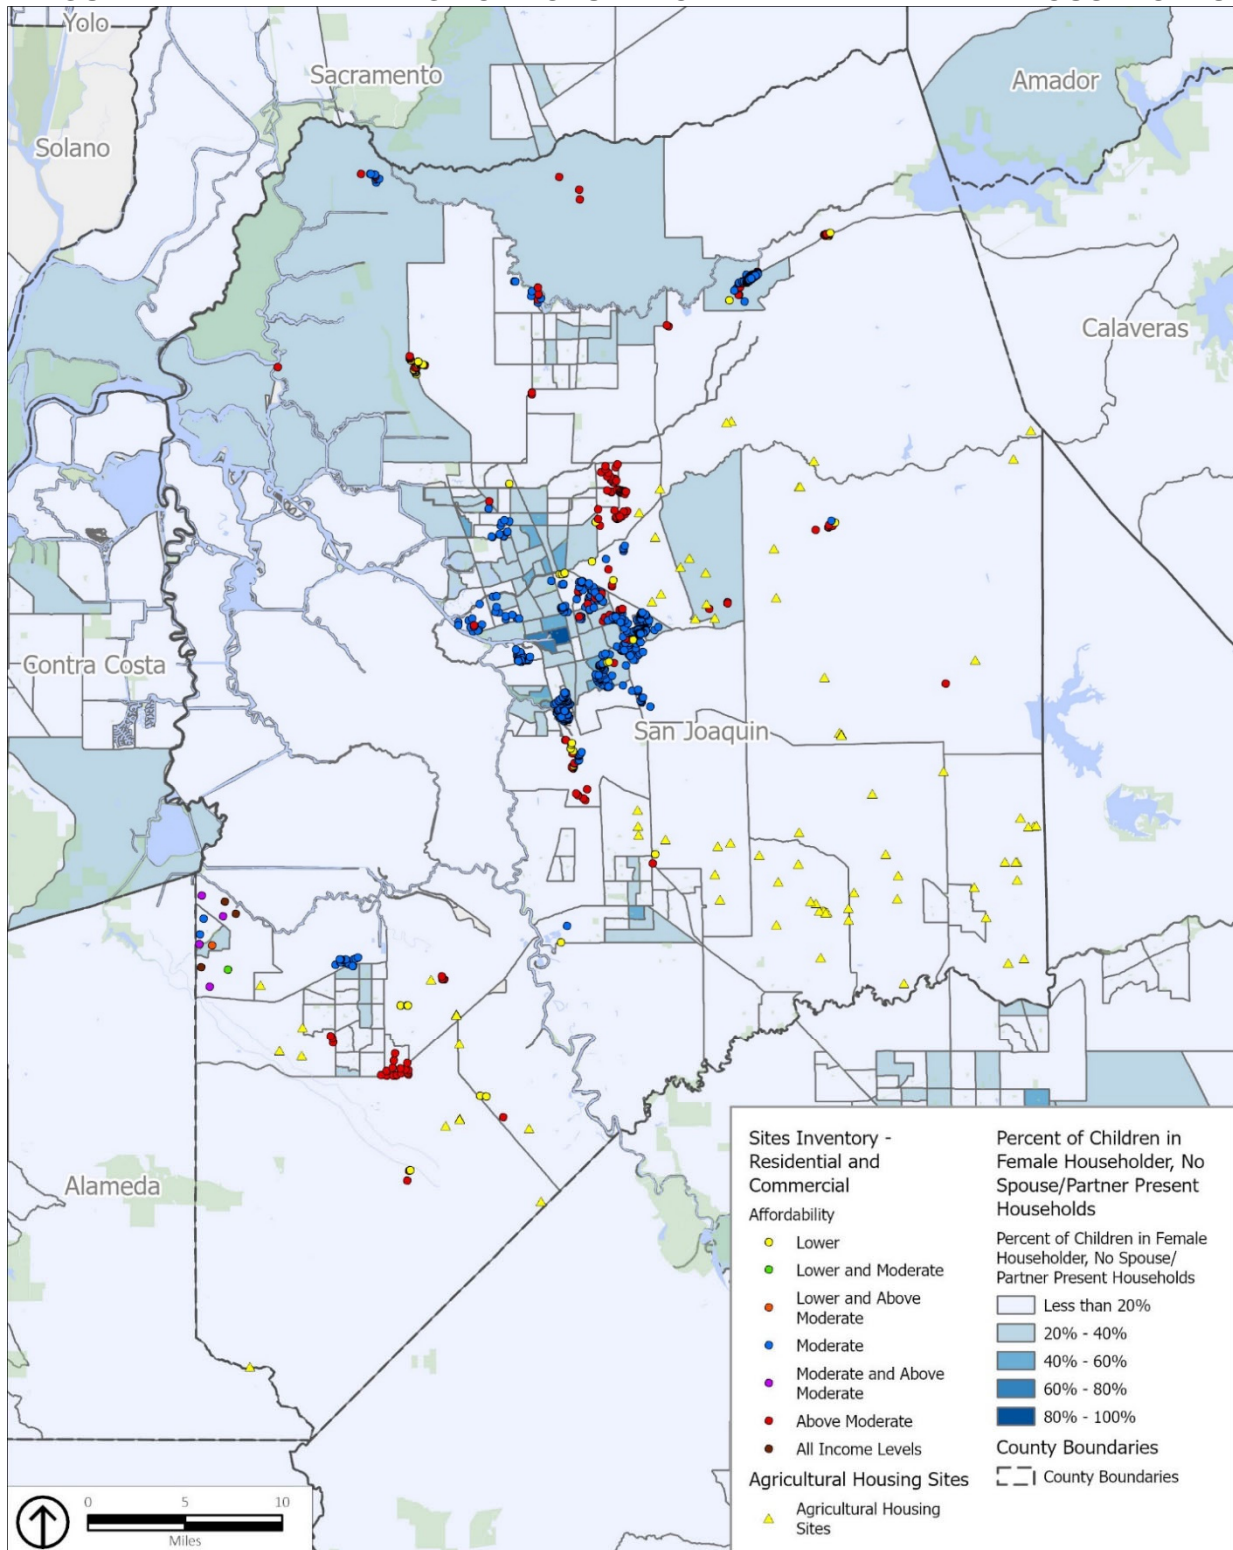 Yolo
Sacramento
Amador
Solano
Calaveras
Contra Costa
San Joaquin
Alameda
Sites Inventory -
Residential and
Commercial
Affordability
Lower
Lower and Moderate
Lower and Above
Moderate
Moderate
Moderate and Above
Moderate
Above Moderate
All Income Levels
Agricultural Housing Sites
Agricultural Housing
Sites
Percent of Children in
Female Householder, No
Spouse/Partner Present
Households
Percent of Children in Female
Householder, No Spouse/
Partner Present Households
Less than 20%
20% - 40%
40% - 60%
60% - 80%
80% - 100%
County Boundaries
County Boundaries
0 5 10
Miles